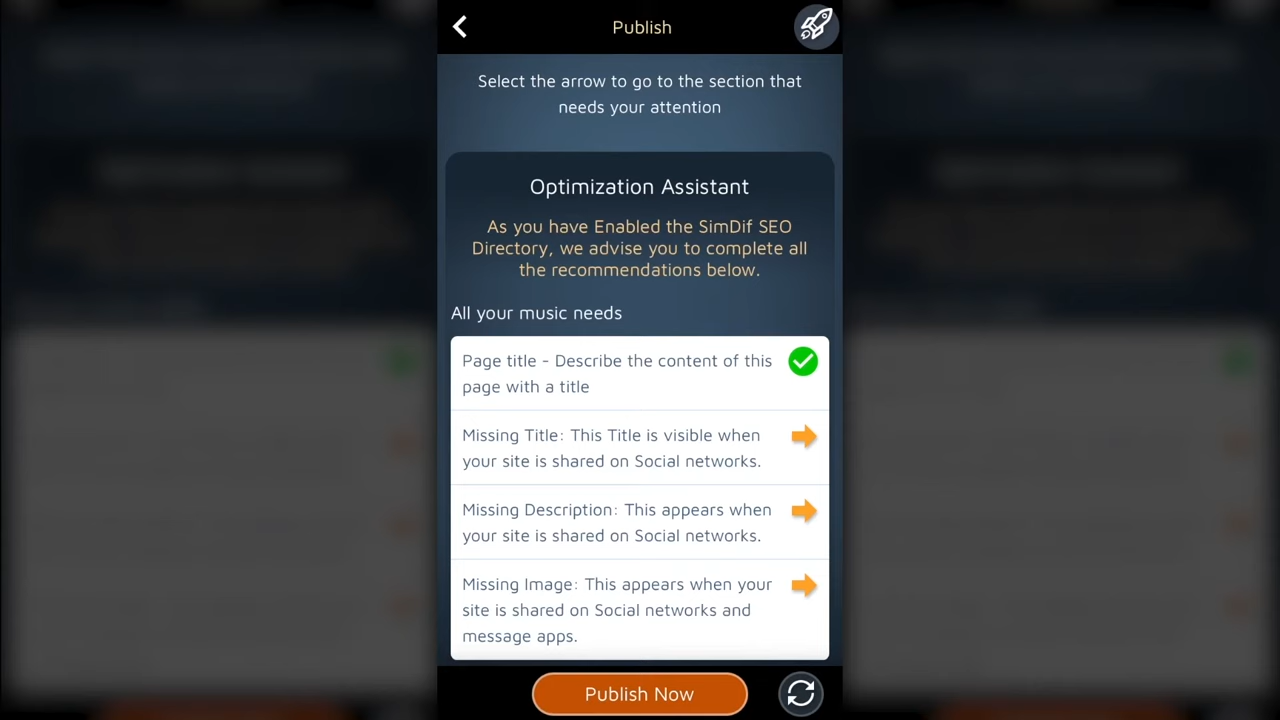 Publish
Select the arrow to go to the section that
needs your attention
Optimization Assistant
As you have Enabled the SimDif SEO
Directory, we advise you to complete all
the recommendations below.
All your music needs
Page title - Describe the content of this
page with a title
Missing Title: This Title is visible when
your site is shared on Social networks.
Missing Description: This appears when
your site is shared on Social networks.
Missing Image: This appears when your
site is shared on Social networks and
message apps.
Publish Now